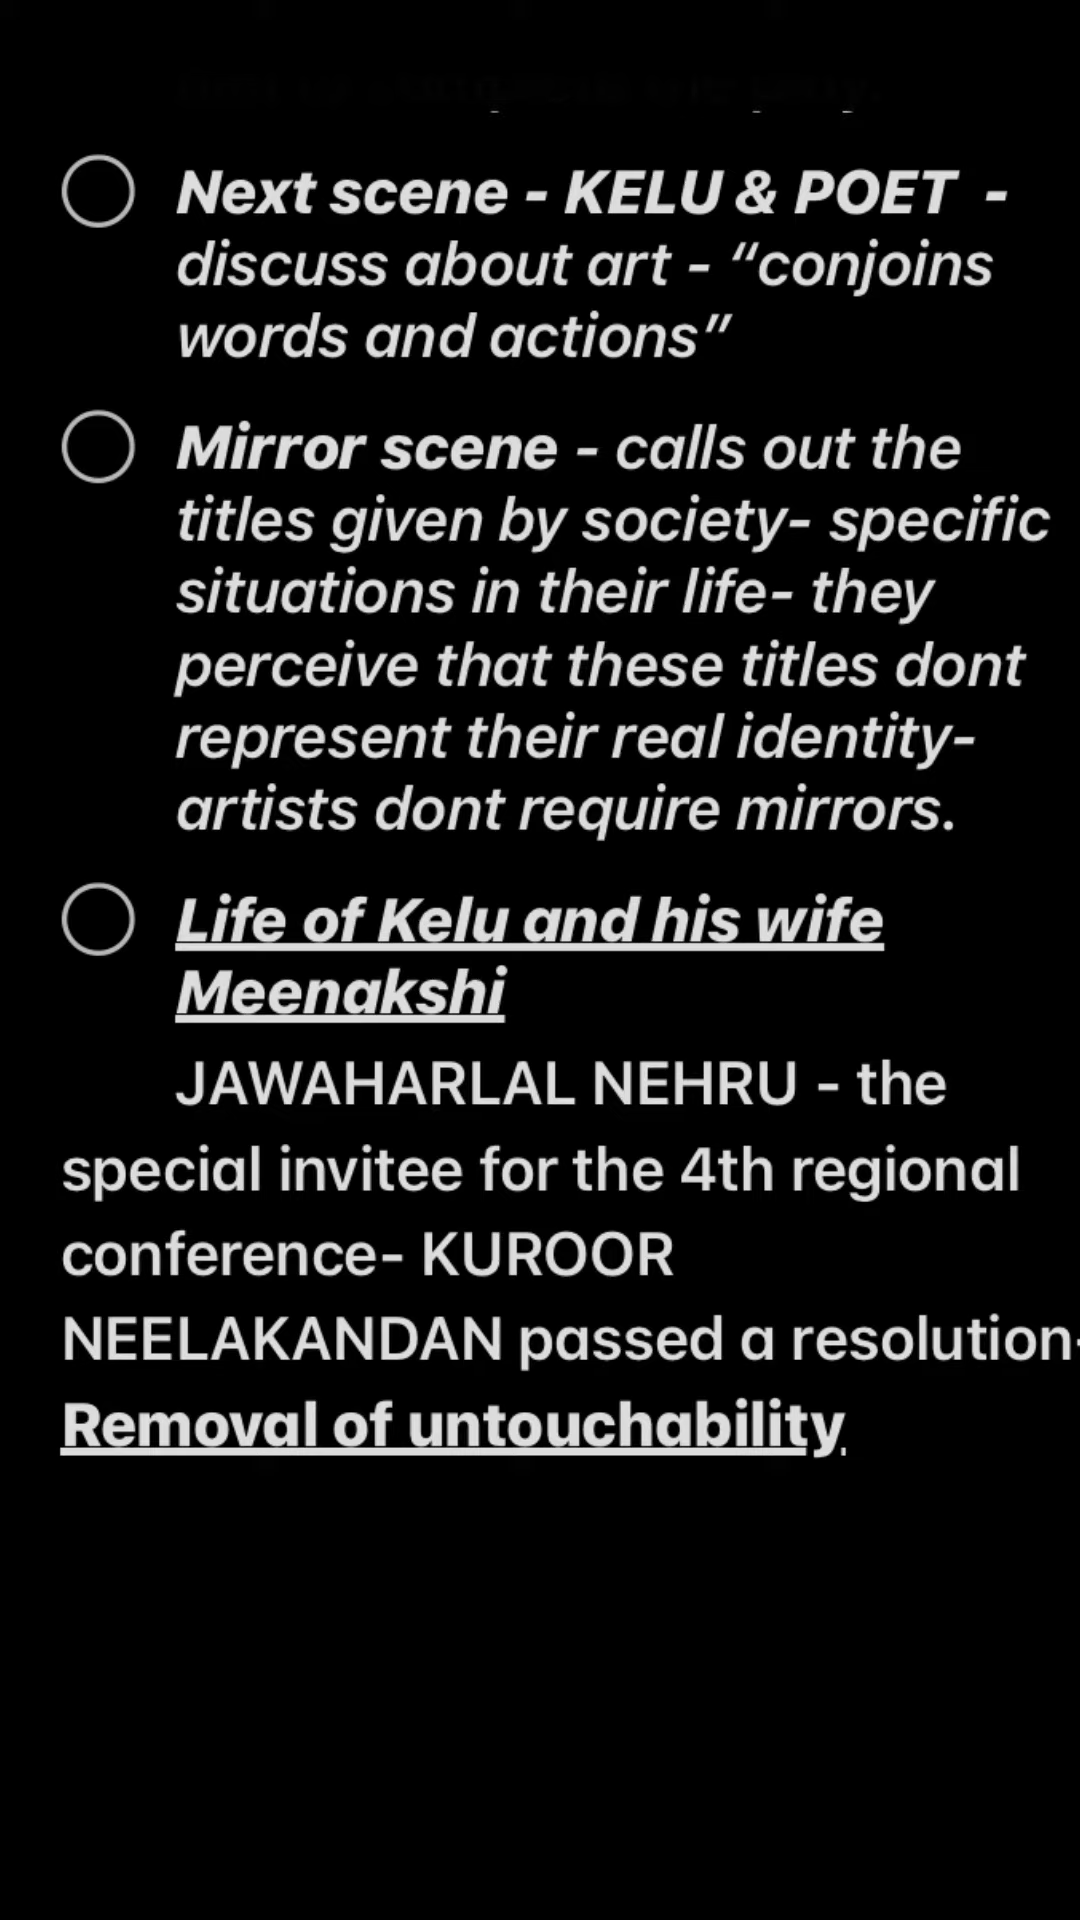 Next scene - KELU & POET -
discuss about art - “conjoins
words and actions”
Mirror scene - calls out the
titles given by society- specific
situations in their life- they
perceive that these titles dont
represent their real identity-
artists dont require mirrors.
Life of Kelu and his wife
Meenakshi
JAWAHARLAL NEHRU - the
special invitee for the 4th regional
conference- KUROOR
NEELAKANDAN passed a resolution-
Removal of untouchability.